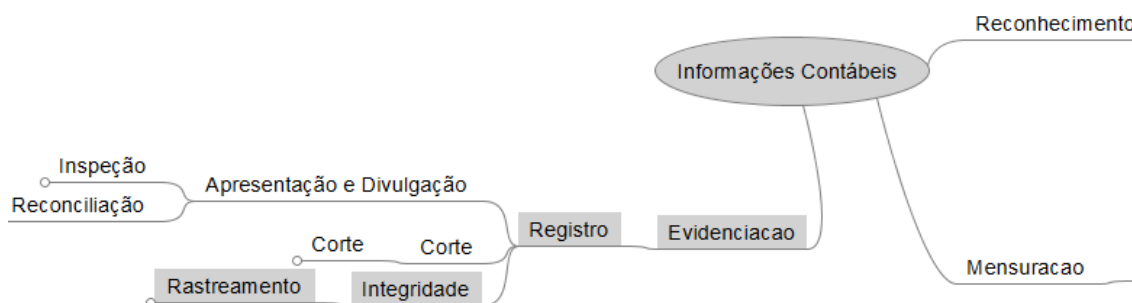 Reconhecimento
Informações Contábeis
Inspeção
Apresentação e Divulgação
Reconciliação
Registro
Evidenciacao
Corte
Corte
Mensuracao
Rastreamento
Integridade